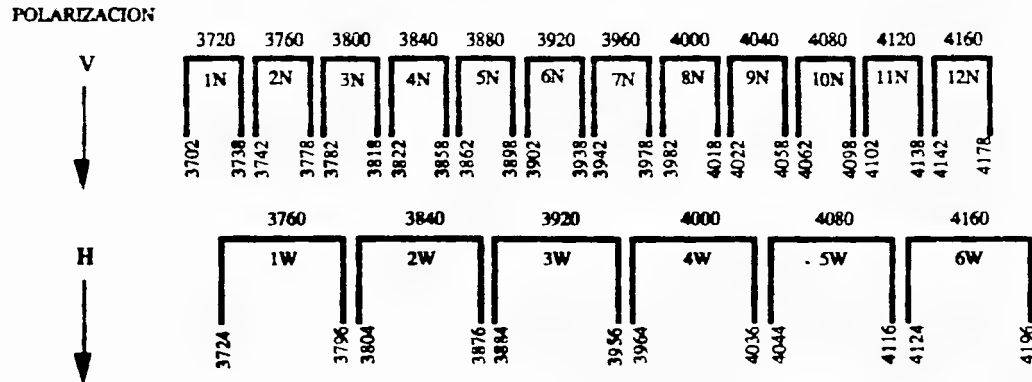 POLARIZACION
3720 3760 3800 3840 3880 3920 3960 4000 4040 4080 4120 4160
V
1N 2N 3N 4N 5N 6N 7N 8N 9N 10N 11N 12N
3702 3738 3742 3778 3782 3818 3822 3858 3862 3898 3902 3938 3942 3978 3982 4018 4022 4058 4062 4098 4102 4138 4142 4178
3760 3840 3920 4000 4080 4160
H
1W 2W 3W 4W 5W 6W
3724 3796 3804 3876 3884 3956 3964 4036 4044 4116 4124 4196